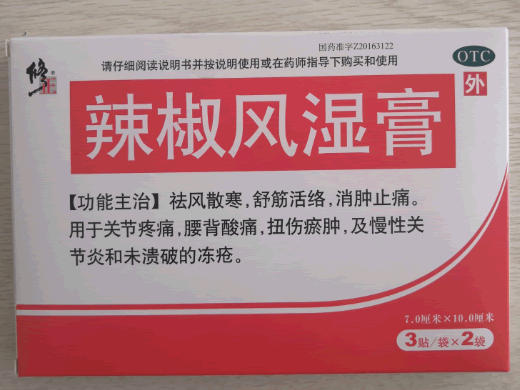 国药准字Z20163122
请仔细阅读说明书并按说明使用或在药师指导下购买和使用
OTC
外
修正
辣椒风湿膏
【功能主治】祛风散寒，舒筋活络，消肿止痛。
用于关节疼痛，腰背酸痛，扭伤瘀肿，及慢性关
节炎和未溃破的冻疮。
7.0厘米×10.0厘米
3贴/袋×2袋